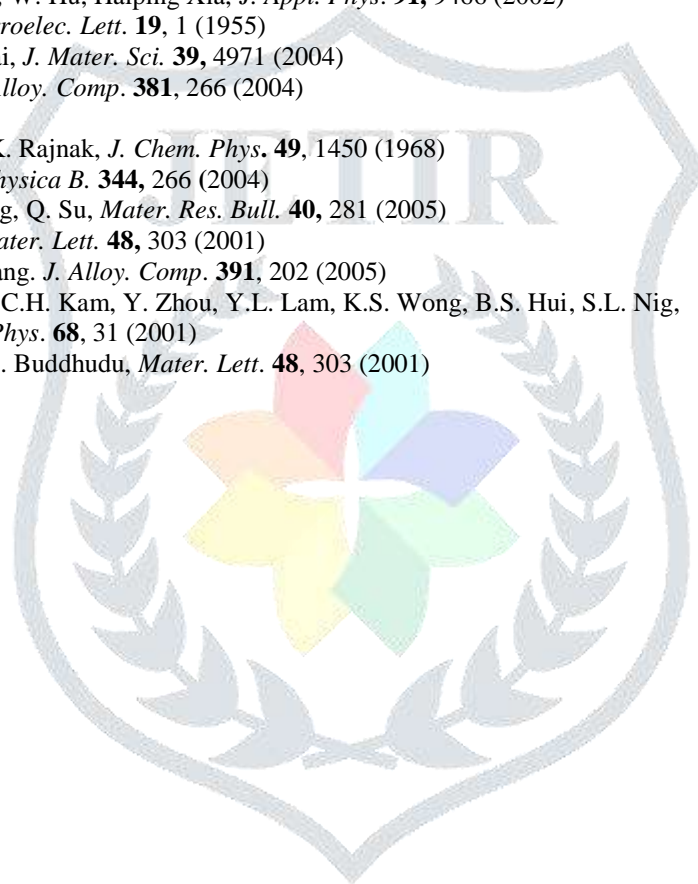 W. Hu, Haiping Xia, J. Appl. Phys. 91, 9466 (2002)
roelec. Lett. 19, 1 (1955)
i, J. Mater. Sci. 39, 4971 (2004)
lloy. Comp. 381, 266 (2004)
K. Rajnak, J. Chem. Phys. 49, 1450 (1968)
hysica B. 344, 266 (2004)
g, Q. Su, Mater. Res. Bull. 40, 281 (2005)
ater. Lett. 48, 303 (2001)
ang. J. Alloy. Comp. 391, 202 (2005)
C.H. Kam, Y. Zhou, Y.L. Lam, K.S. Wong, B.S. Hui, S.L. Nig,
Phys. 68, 31 (2001)
. Buddhudu, Mater. Lett. 48, 303 (2001)
JETIR